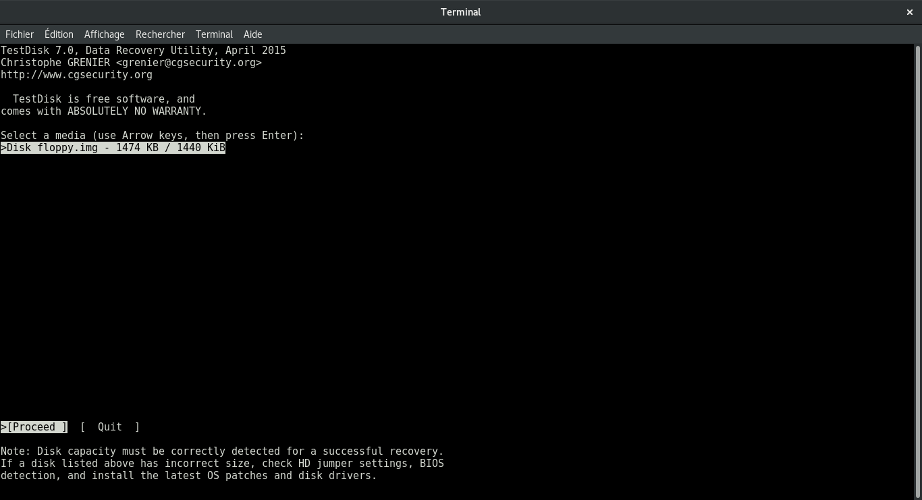 Terminal
×
Fichier Édition Affichage Rechercher Terminal Aide
TestDisk 7.0, Data Recovery Utility, April 2015
Christophe GRENIER <grenier@cgsecurity.org>
http://www.cgsecurity.org
TestDisk is free software, and
comes with ABSOLUTELY NO WARRANTY.
Select a media (use Arrow keys, then press Enter):
>Disk floppy.img - 1474 KB / 1440 KiB
>[Proceed ]  [  Quit  ]
Note: Disk capacity must be correctly detected for a successful recovery.
If a disk listed above has incorrect size, check HD jumper settings, BIOS
detection, and install the latest OS patches and disk drivers.